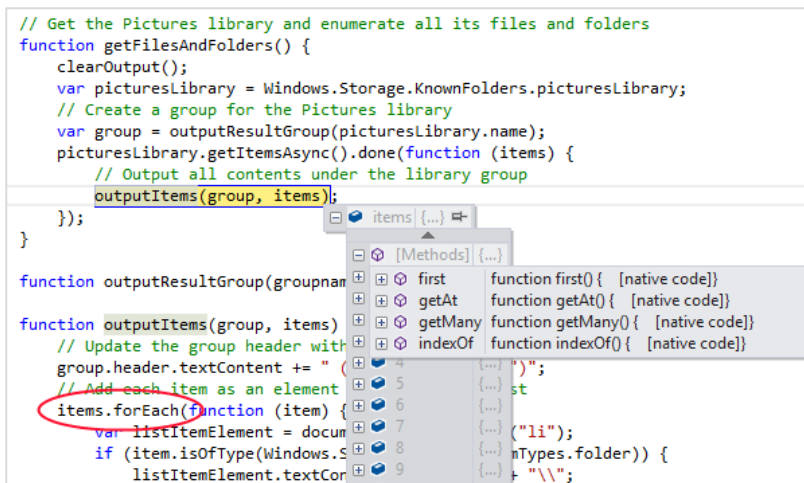 // Get the Pictures library and enumerate all its files and folders
function getFilesAndFolders() {
clearOutput();
var picturesLibrary = Windows.Storage.KnownFolders.picturesLibrary;
// Create a group for the Pictures library
var group = outputResultGroup(picturesLibrary.name);
picturesLibrary.getItemsAsync().done(function (items) {
// Output all contents under the library group
outputItems(group, items);
items {...}
});
}
[Methods] {...}
function outputResultGroup(groupnam
first function first() { [native code]}
getAt function getAt() { [native code]}
getMany function getMany() { [native code]}
indexOf function indexOf() { [native code]}
function outputItems(group, items)
// Update the group header with
group.header.textContent += " ( 4 {...} ")";
// Add each item as an element 5 {...} st
items.forEach(function (item) { 6 {...}
var listItemElement = docum 7 {...} ("li");
if (item.isOfType(Windows.S 8 {...} mTypes.folder)) {
listItemElement.textCon 9 {...} + "\\";